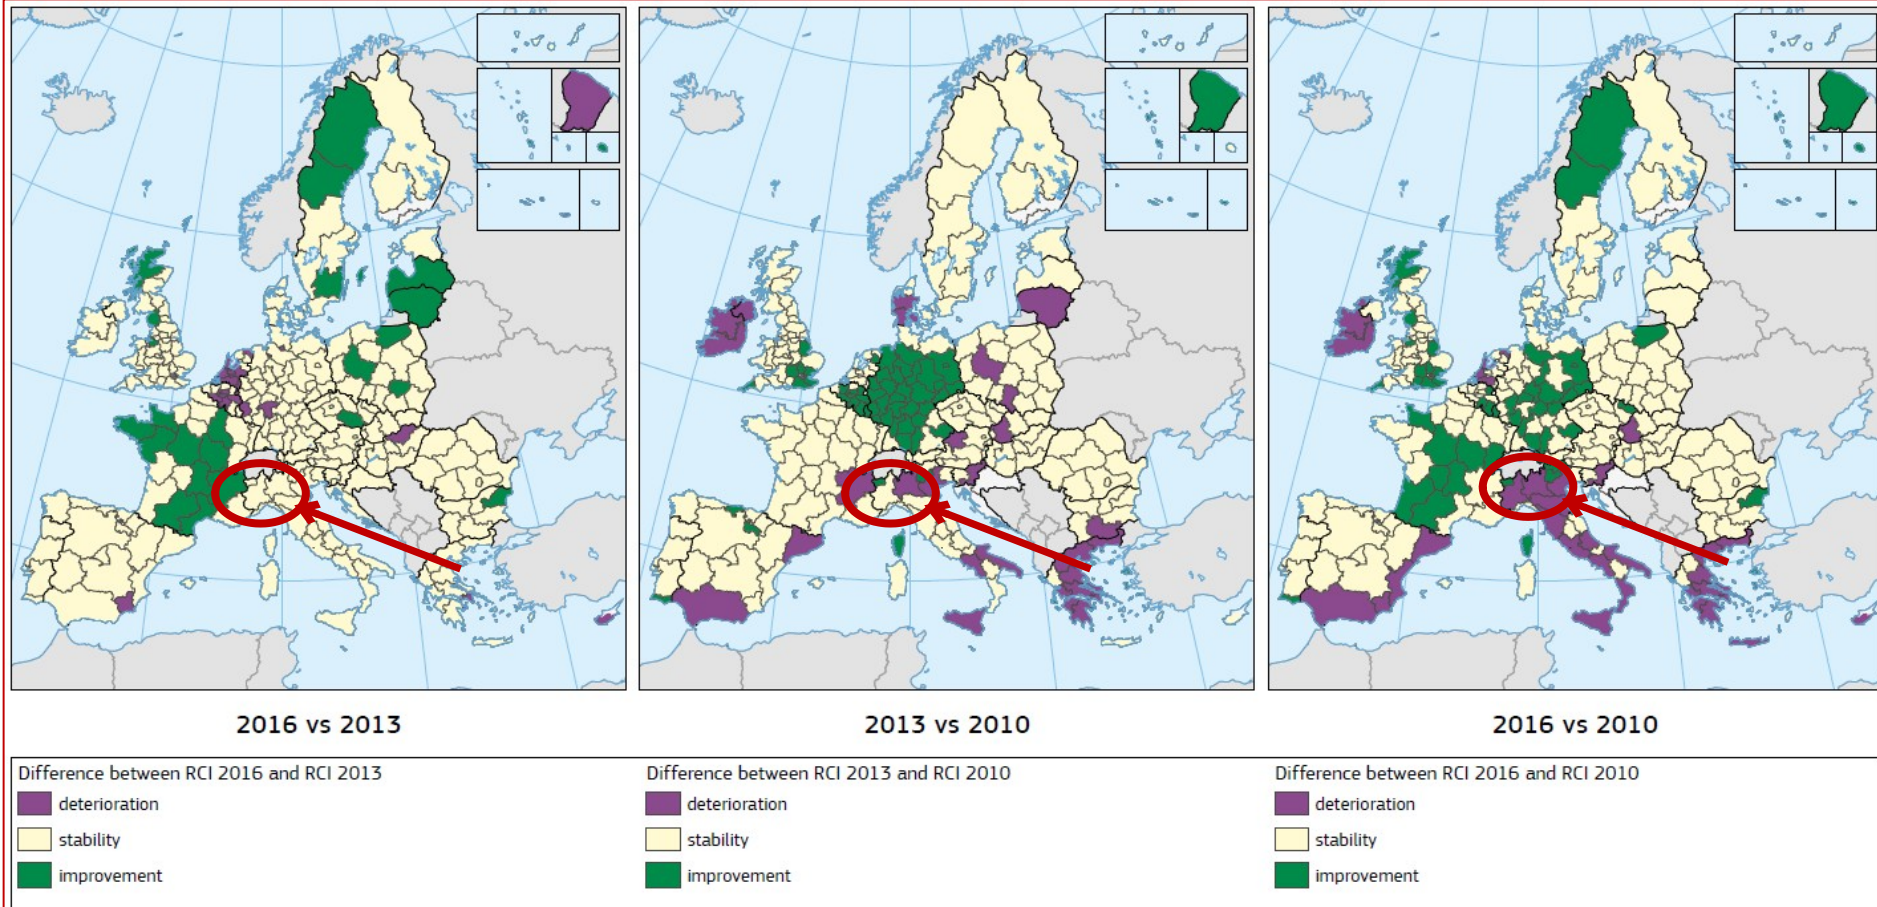 2016 vs 2013
2013 vs 2010
2016 vs 2010
Difference between RCI 2016 and RCI 2013
deterioration
stability
improvement
Difference between RCI 2013 and RCI 2010
deterioration
stability
improvement
Difference between RCI 2016 and RCI 2010
deterioration
stability
improvement